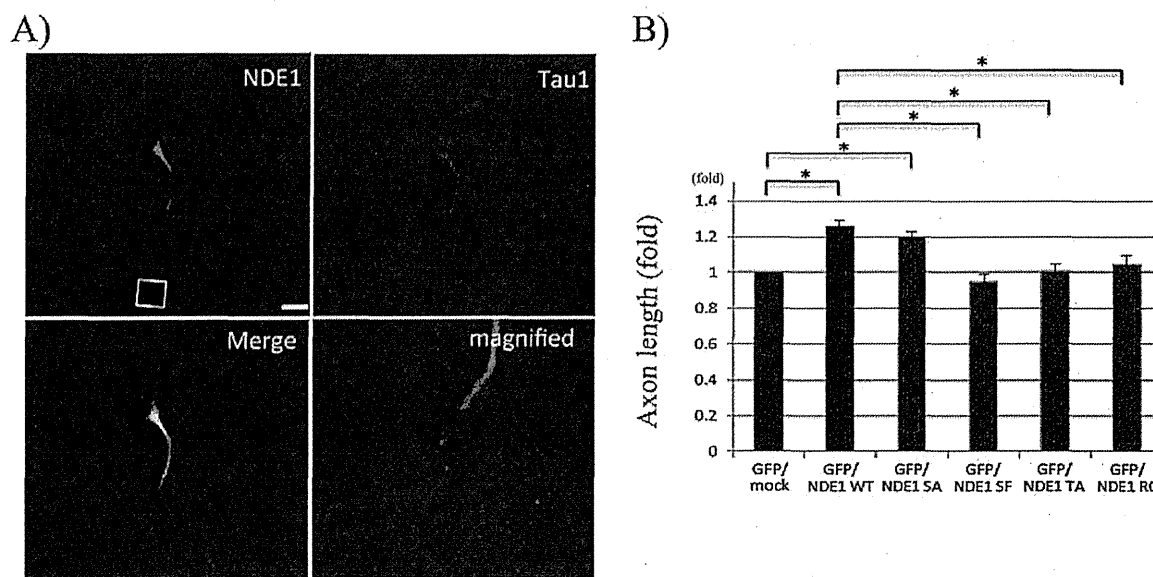 A)
NDE1
Tau1
Merge
magnified
B)
*
*
*
*
*
(fold)
1.4
1.2
1
0.8
0.6
0.4
0.2
0
Axon length (fold)
GFP/ GFP/ GFP/ GFP/ GFP/ GFP/
mock NDE1 WT NDE1 SA NDE1 SF NDE1 TA NDE1